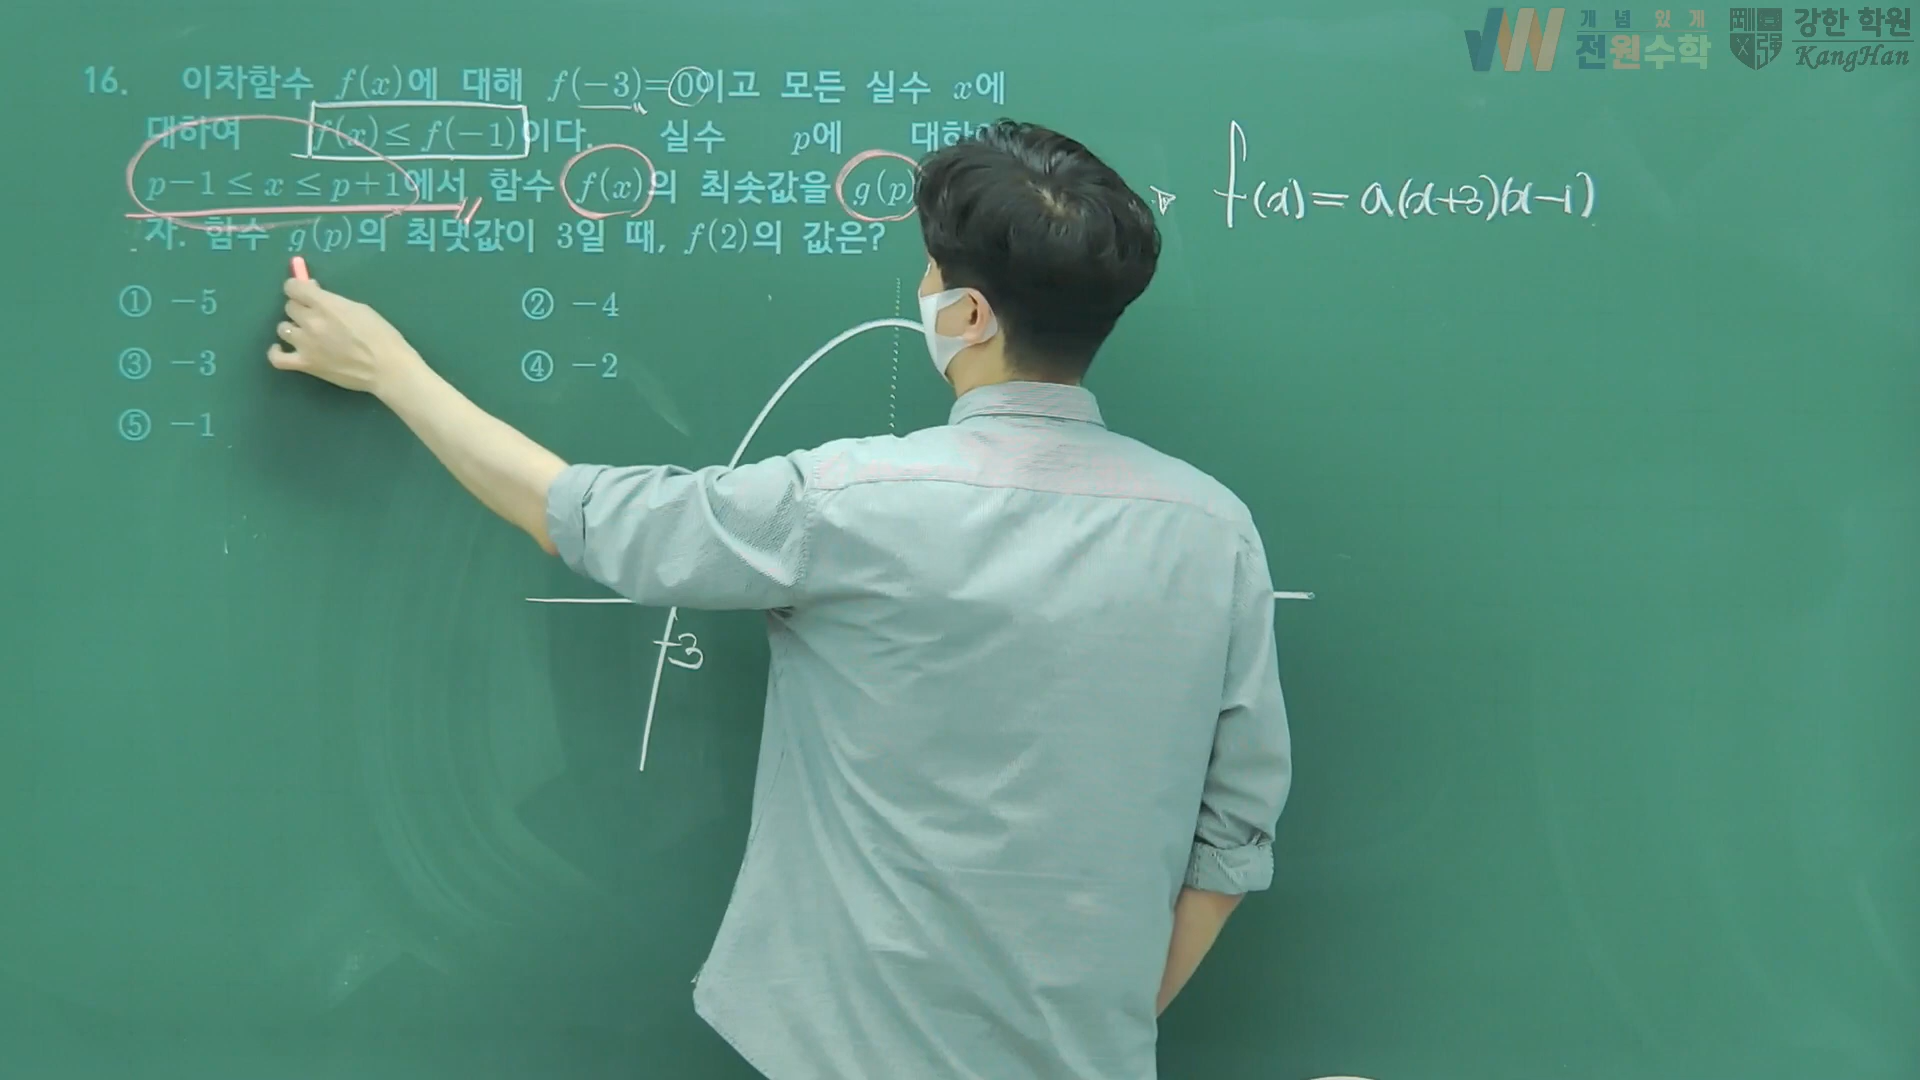 개념있게
전원수학
강한 학원
KangHan
16. 이차함수 f(x)에 대해 f(−3)=0이고 모든 실수 x에
대하여 f(x)≤f(−1)이다. 실수 p에
p−1≤x≤p+1에서 함수 f(x)의 최솟값을 g(p)
자. 함수 g(p)의 최댓값이 3일 때, f(2)의 값은?
① −5 ② −4
③ −3 ④ −2
⑤ −1
f(x)=a(x+3)(x−1)
−3